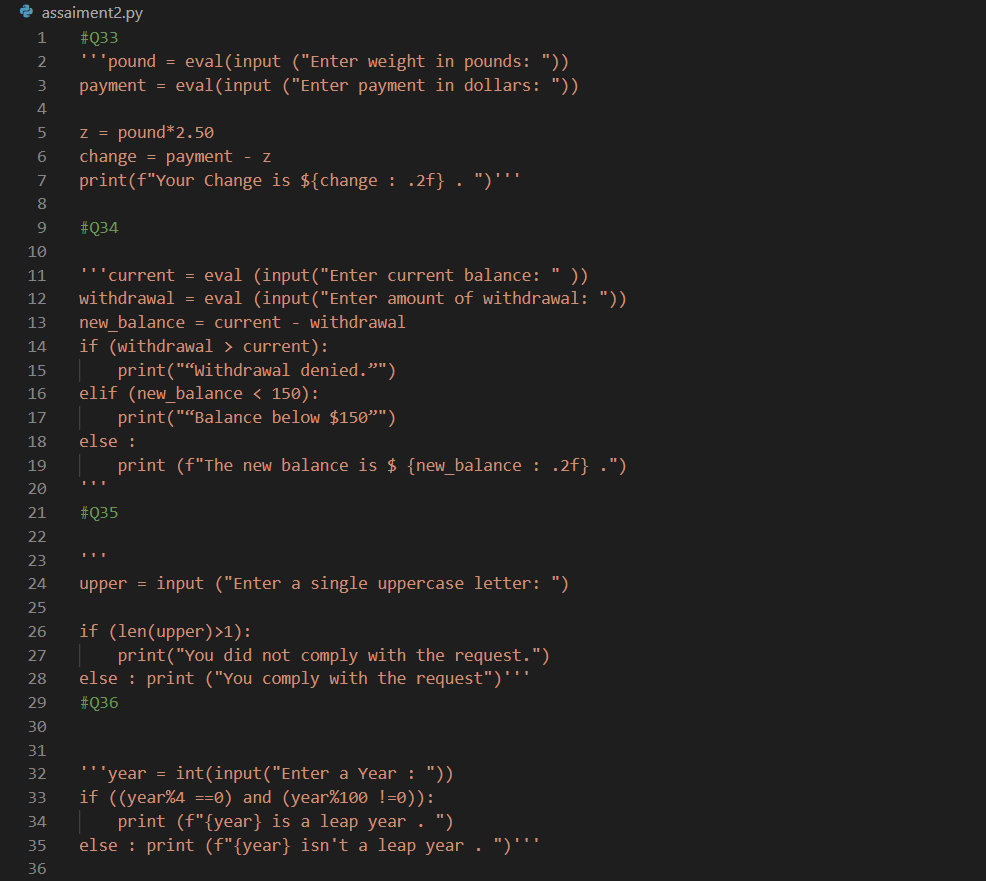 assaiment2.py
1 #Q33
2 '''pound = eval(input ("Enter weight in pounds: "))
3 payment = eval(input ("Enter payment in dollars: "))
4
5 z = pound*2.50
6 change = payment - z
7 print(f"Your Change is ${change : .2f} . ")'''
8
9 #Q34
10
11 '''current = eval (input("Enter current balance: " ))
12 withdrawal = eval (input("Enter amount of withdrawal: "))
13 new_balance = current - withdrawal
14 if (withdrawal > current):
15     print("“Withdrawal denied.”")
16 elif (new_balance < 150):
17     print("“Balance below $150”")
18 else :
19     print (f"The new balance is $ {new_balance : .2f} .")
20 '''
21 #Q35
22
23 '''
24 upper = input ("Enter a single uppercase letter: ")
25
26 if (len(upper)>1):
27     print("You did not comply with the request.")
28 else : print ("You comply with the request")'''
29 #Q36
30
31
32 '''year = int(input("Enter a Year : "))
33 if ((year%4 ==0) and (year%100 !=0)):
34     print (f"{year} is a leap year . ")
35 else : print (f"{year} isn't a leap year . ")'''
36